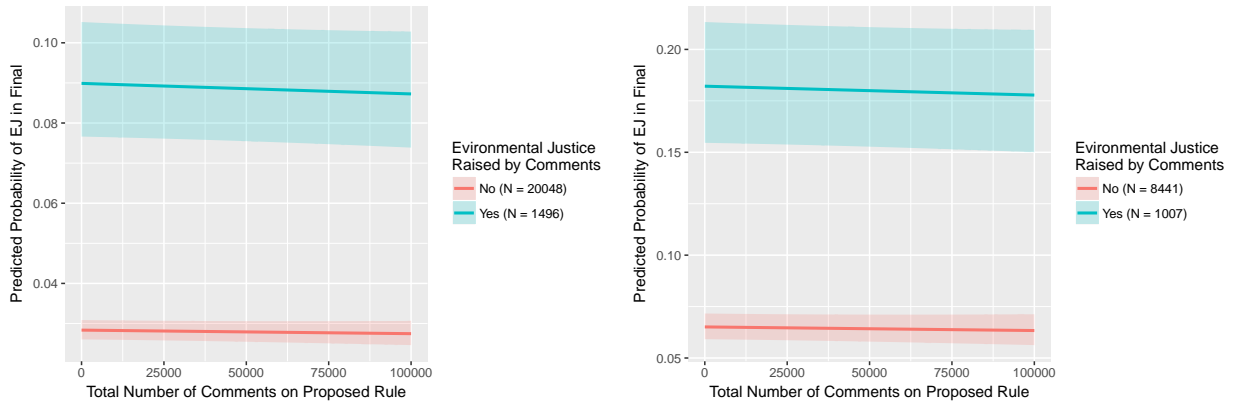 Predicted Probability of EJ in Final
0.10
0.08
0.06
0.04
0
25000
50000
75000
100000
Total Number of Comments on Proposed Rule
Evironmental Justice
Raised by Comments
No (N = 20048)
Yes (N = 1496)
Predicted Probability of EJ in Final
0.20
0.15
0.10
0.05
0
25000
50000
75000
100000
Total Number of Comments on Proposed Rule
Evironmental Justice
Raised by Comments
No (N = 8441)
Yes (N = 1007)